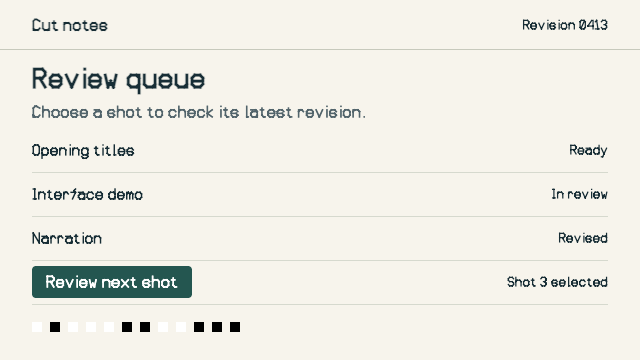 Cut notes
Revision 0413
Review queue
Choose a shot to check its latest revision.
Opening titles
Ready
Interface demo
In review
Narration
Revised
Review next shot
Shot 3 selected